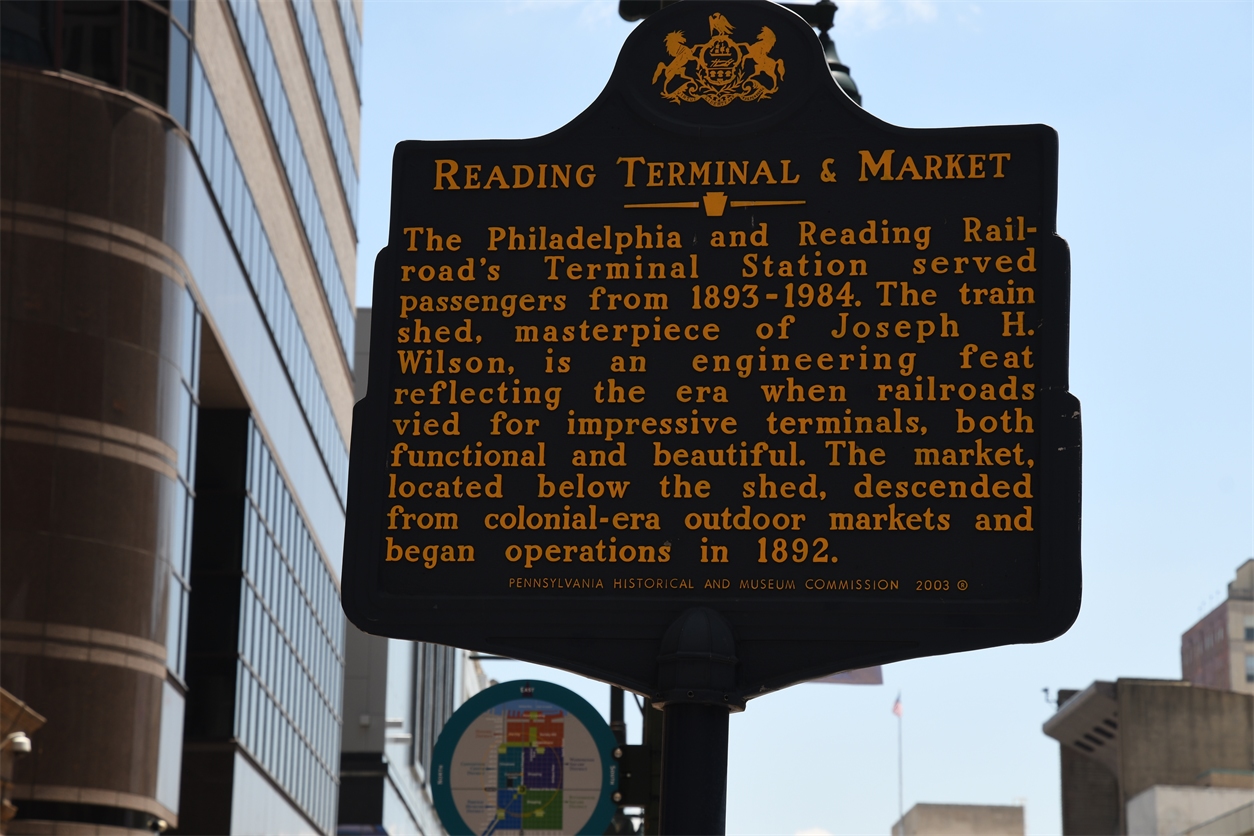 READING TERMINAL & MARKET
The Philadelphia and Reading Rail-
road's Terminal Station served
passengers from 1893-1984. The train
shed, masterpiece of Joseph H.
Wilson, is an engineering feat
reflecting the era when railroads
vied for impressive terminals, both
functional and beautiful. The market,
located below the shed, descended
from colonial-era outdoor markets and
began operations in 1892.
PENNSYLVANIA HISTORICAL AND MUSEUM COMMISSION 2003 ®
EAST
NORTH
SOUTH